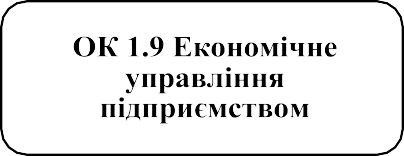 ОК 1.9 Економічне
управління
підприємством